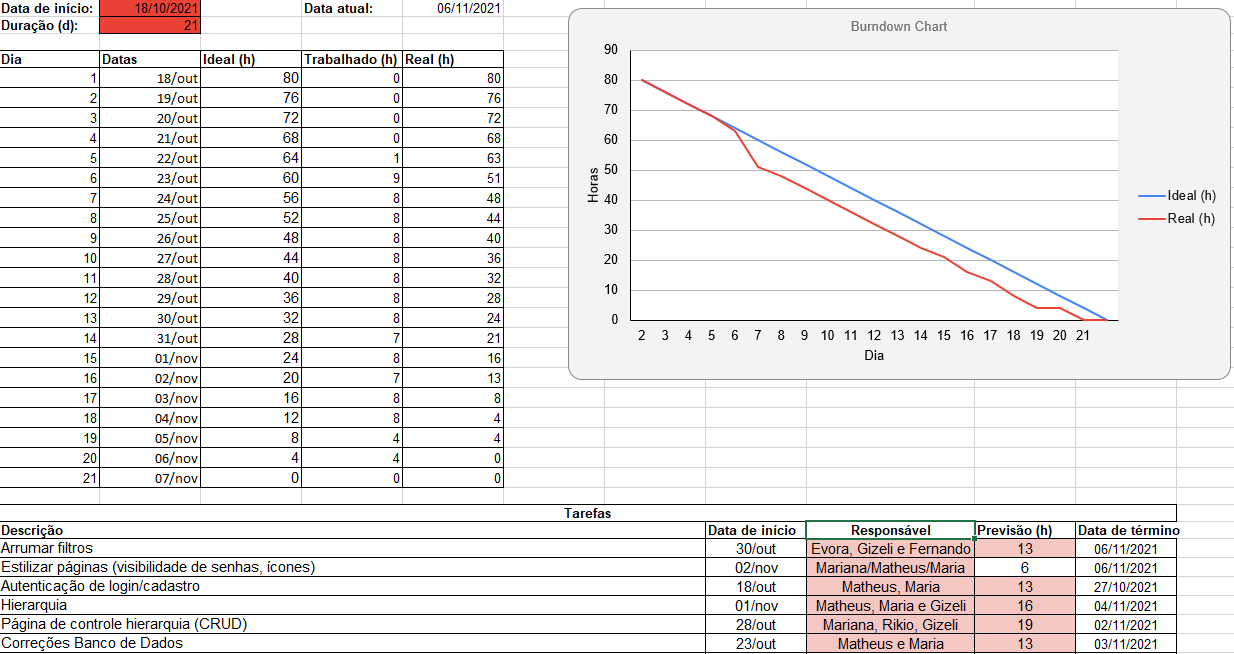 Data de início: 18/10/2021 Data atual: 06/11/2021
Duração (d): 21
Dia Datas Ideal (h) Trabalhado (h) Real (h)
1 18/out 80 0 80
2 19/out 76 0 76
3 20/out 72 0 72
4 21/out 68 0 68
5 22/out 64 1 63
6 23/out 60 9 51
7 24/out 56 8 48
8 25/out 52 8 44
9 26/out 48 8 40
10 27/out 44 8 36
11 28/out 40 8 32
12 29/out 36 8 28
13 30/out 32 8 24
14 31/out 28 7 21
15 01/nov 24 8 16
16 02/nov 20 7 13
17 03/nov 16 8 8
18 04/nov 12 8 4
19 05/nov 8 4 4
20 06/nov 4 4 0
21 07/nov 0 0 0
Burndown Chart
90
80
70
60
50
40
30
20
10
0
Horas
2 3 4 5 6 7 8 9 10 11 12 13 14 15 16 17 18 19 20 21
Dia
Ideal (h)
Real (h)
Tarefas
Descrição Data de início Responsável Previsão (h) Data de término
Arrumar filtros 30/out Evora, Gizeli e Fernando 13 06/11/2021
Estilizar páginas (visibilidade de senhas, ícones) 02/nov Mariana/Matheus/Maria 6 06/11/2021
Autenticação de login/cadastro 18/out Matheus, Maria 13 27/10/2021
Hierarquia 01/nov Matheus, Maria e Gizeli 16 04/11/2021
Página de controle hierarquia (CRUD) 28/out Mariana, Rikio, Gizeli 19 02/11/2021
Correções Banco de Dados 23/out Matheus e Maria 13 03/11/2021